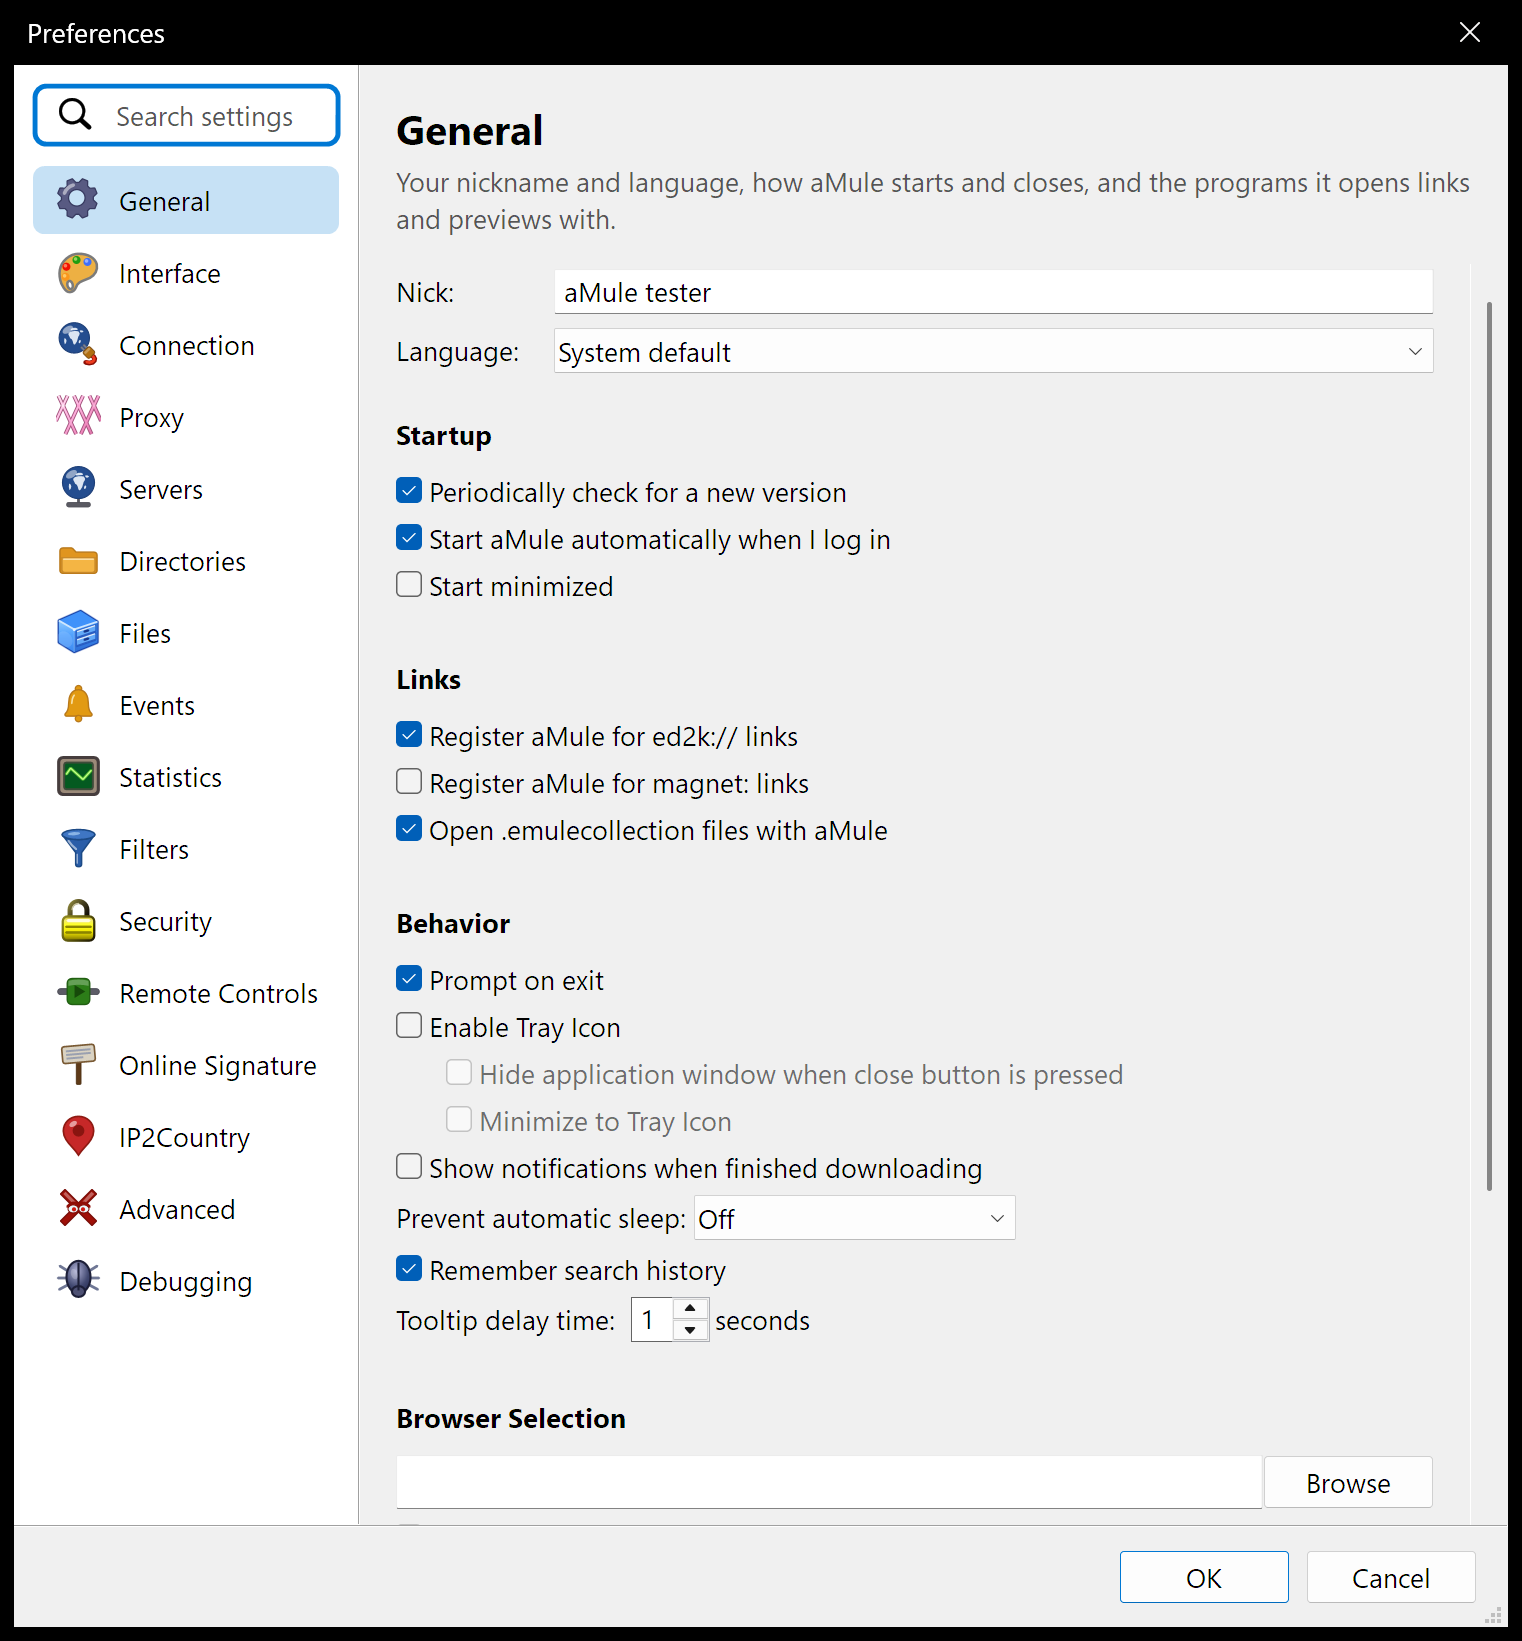 Preferences
Search settings
General
Interface
Connection
Proxy
Servers
Directories
Files
Events
Statistics
Filters
Security
Remote Controls
Online Signature
IP2Country
Advanced
Debugging
General
Your nickname and language, how aMule starts and closes, and the programs it opens links
and previews with.
Nick: aMule tester
Language: System default
Startup
Periodically check for a new version
Start aMule automatically when I log in
Start minimized
Links
Register aMule for ed2k:// links
Register aMule for magnet: links
Open .emulecollection files with aMule
Behavior
Prompt on exit
Enable Tray Icon
Hide application window when close button is pressed
Minimize to Tray Icon
Show notifications when finished downloading
Prevent automatic sleep: Off
Remember search history
Tooltip delay time: 1 seconds
Browser Selection
Browse
OK Cancel